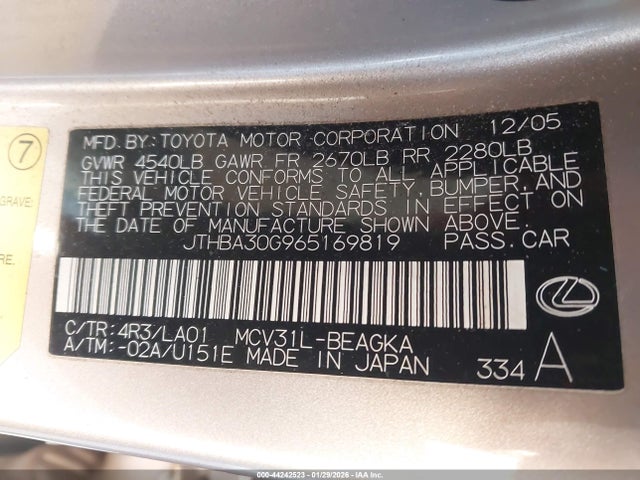 7
GRAVE:
RE.
MFD. BY: TOYOTA MOTOR CORPORATION 12/05
GVWR 4540LB GAWR FR 2670LB RR 2280LB
THIS VEHICLE CONFORMS TO ALL APPLICABLE
FEDERAL MOTOR VEHICLE SAFETY, BUMPER, AND
THEFT PREVENTION STANDARDS IN EFFECT ON
THE DATE OF MANUFACTURE SHOWN ABOVE.
JTHBA30G965169819 PASS. CAR
C/TR: 4R3/LA01 MCV31L-BEAGKA
A/TM: -02A/U151E MADE IN JAPAN
334 A
000-44242523 - 01/29/2026 - Copyright © IAA, Inc.